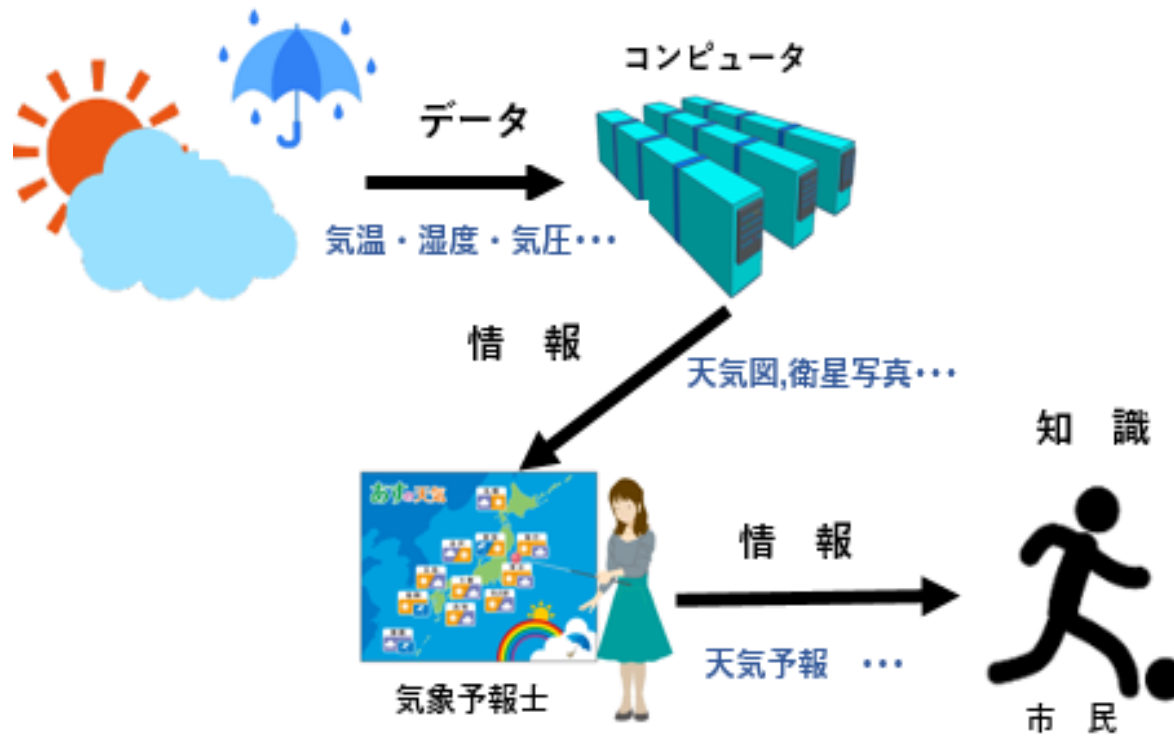 コンピュータ
データ
気温・湿度・気圧・・・
情　報
天気図,衛星写真・・・
知　識
あすの天気
情　報
天気予報　・・・
気象予報士
市　民